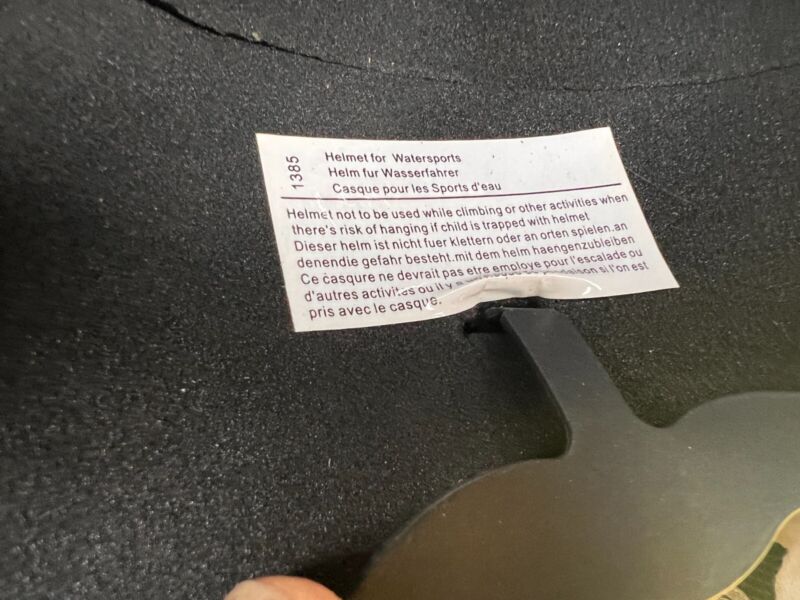 1385
Helmet for Watersports
Helm fur Wasserfahrer
Casque pour les Sports d'eau
Helmet not to be used while climbing or other activities when
there's risk of hanging if child is trapped with helmet
Dieser helm ist nicht fuer klettern oder an orten spielen.an
denendie gefahr besteht.mit dem helm haengenzubleiben
Ce casqure ne devrait pas etre employe pour l'escalade ou
d'autres activites ou il y a si l'on est
pris avec le casque.